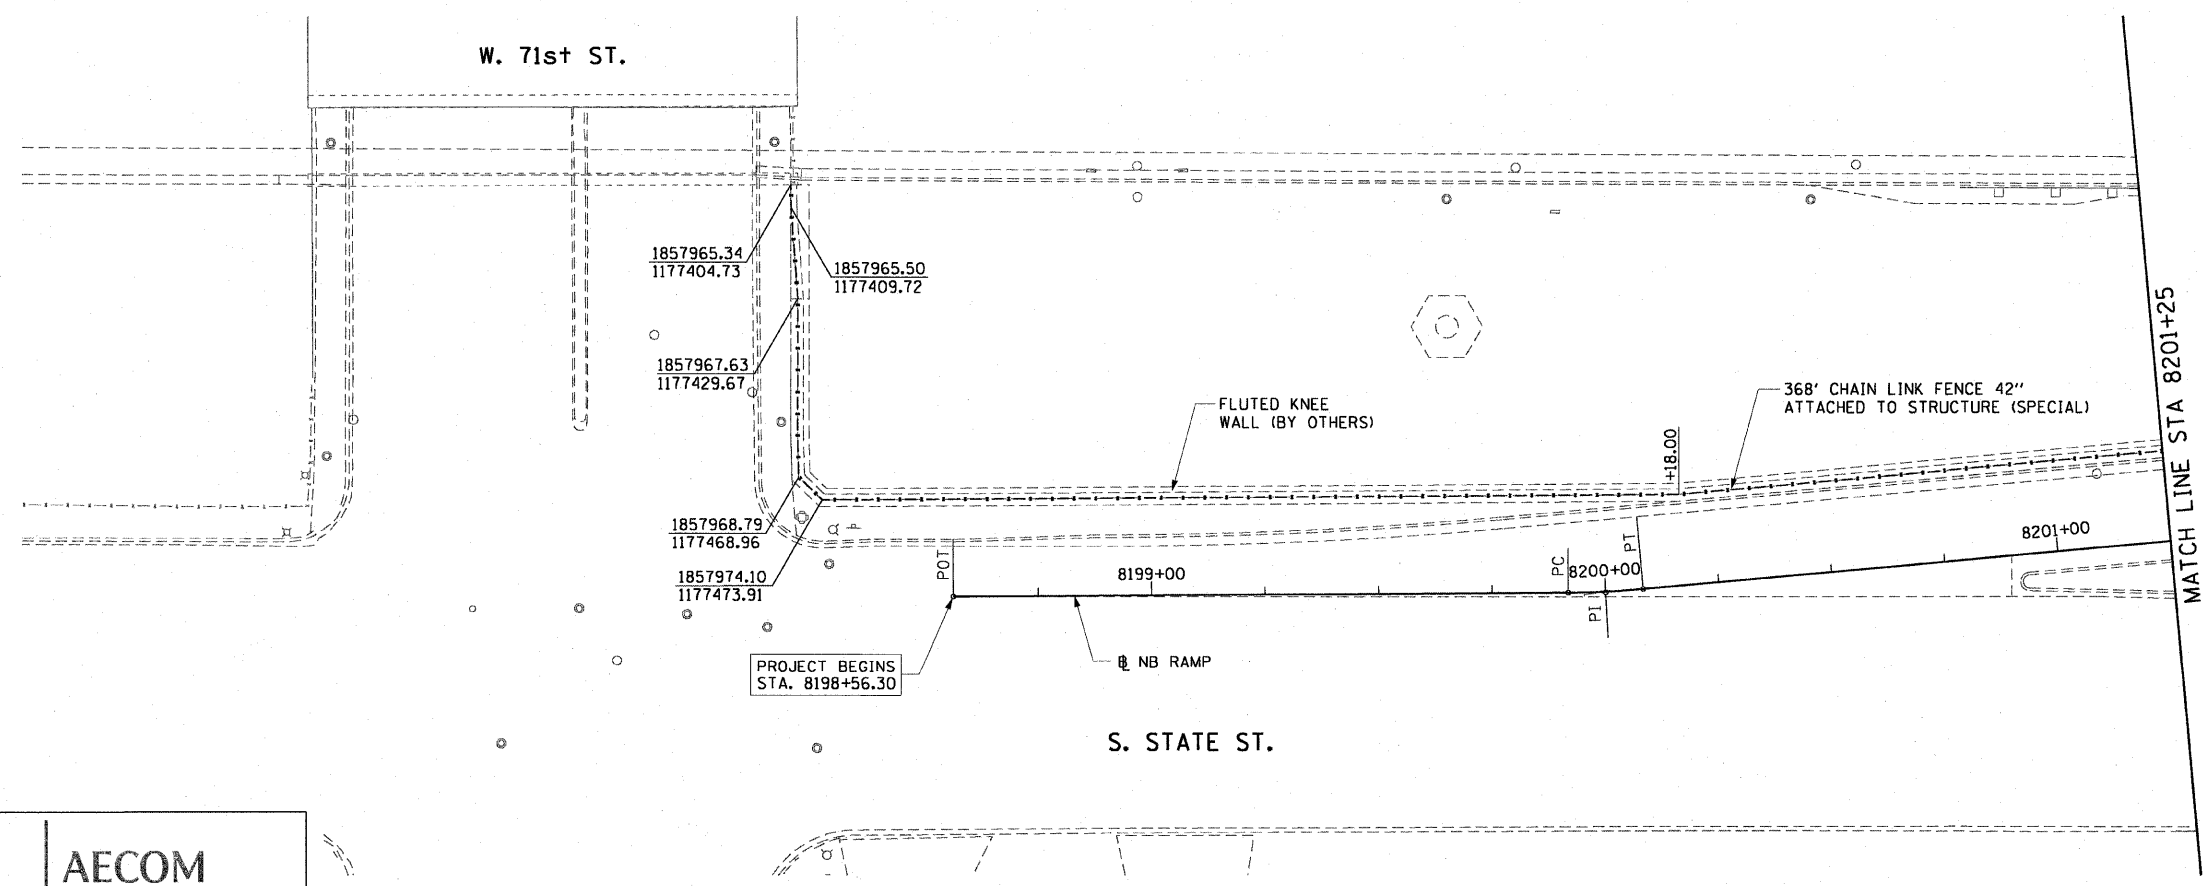 W. 71st ST.
1857965.34
1177404.73
1857965.50
1177409.72
1857967.63
1177429.67
FLUTED KNEE
WALL (BY OTHERS)
368' CHAIN LINK FENCE 42"
ATTACHED TO STRUCTURE (SPECIAL)
+18.00
MATCH LINE STA 8201+25
1857968.79
1177468.96
1857974.10
1177473.91
POT
8199+00
PC
8200+00
PT
PI
8201+00
PROJECT BEGINS
STA. 8198+56.30
NB RAMP
S. STATE ST.
AECOM